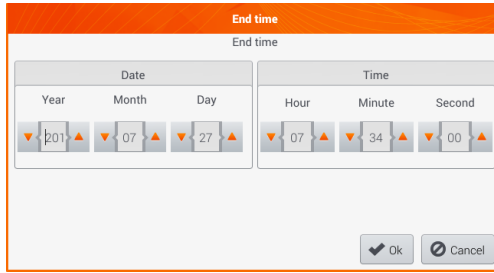 End time
End time
Date
Time
Year Month Day
Hour Minute Second
201 07 27
07 34 00
Ok Cancel